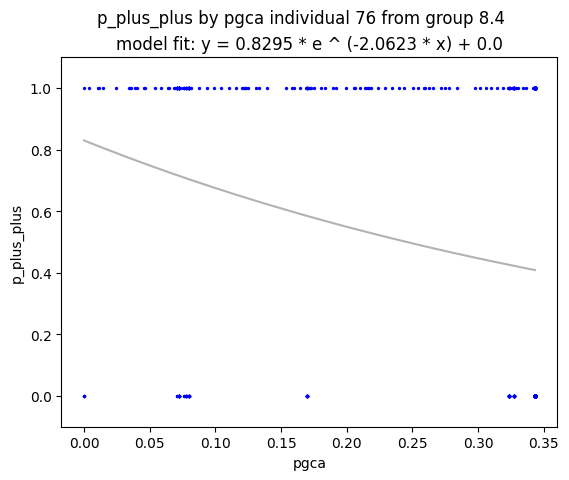 p_plus_plus by pgca individual 76 from group 8.4
model fit: y = 0.8295 * e ^ (-2.0623 * x) + 0.0
1.0
0.8
0.6
0.4
0.2
0.0
p_plus_plus
0.00 0.05 0.10 0.15 0.20 0.25 0.30 0.35
pgca